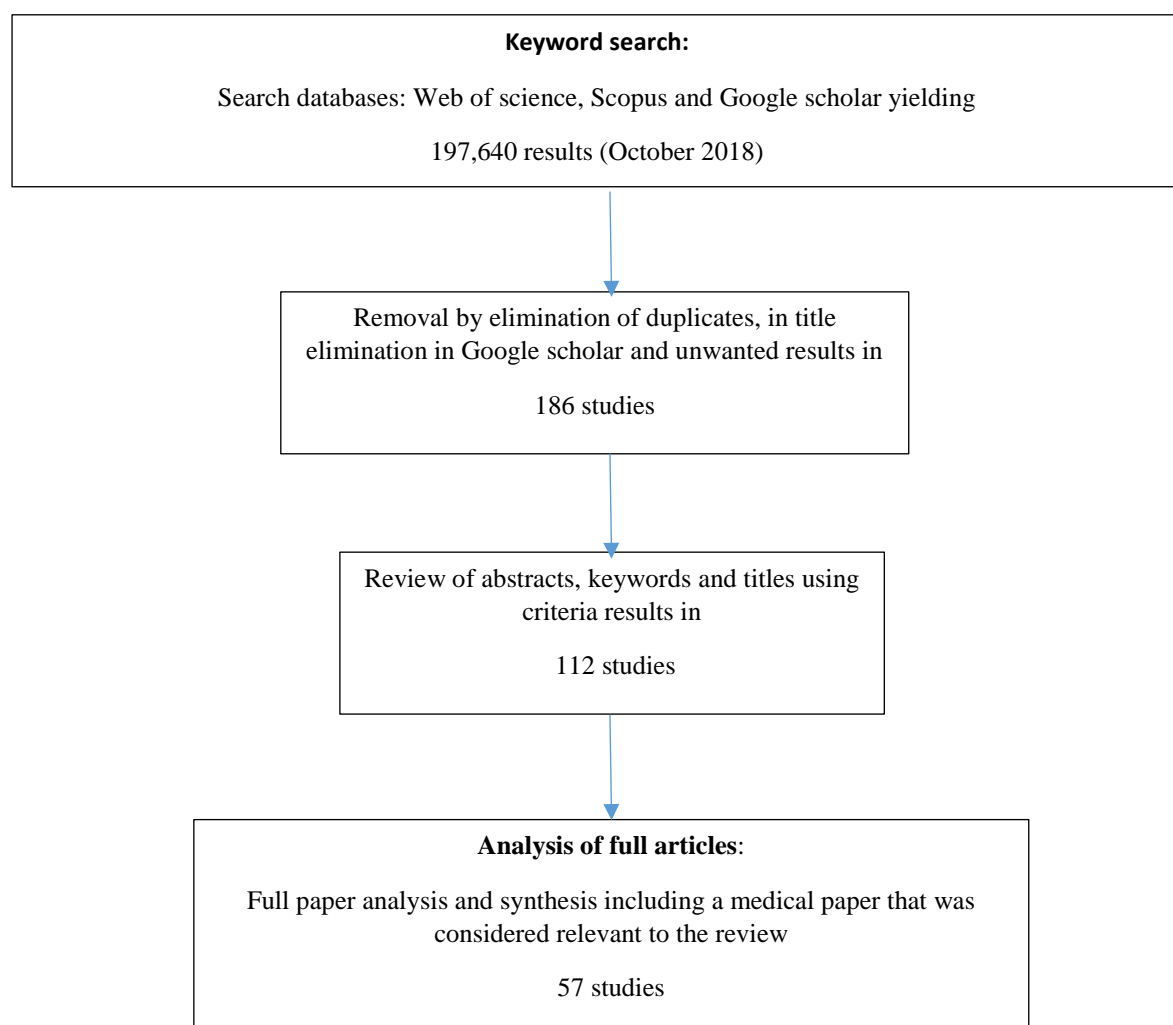 Keyword search:
Search databases: Web of science, Scopus and Google scholar yielding
197,640 results (October 2018)
Removal by elimination of duplicates, in title
elimination in Google scholar and unwanted results in
186 studies
Review of abstracts, keywords and titles using
criteria results in
112 studies
Analysis of full articles:
Full paper analysis and synthesis including a medical paper that was
considered relevant to the review
57 studies